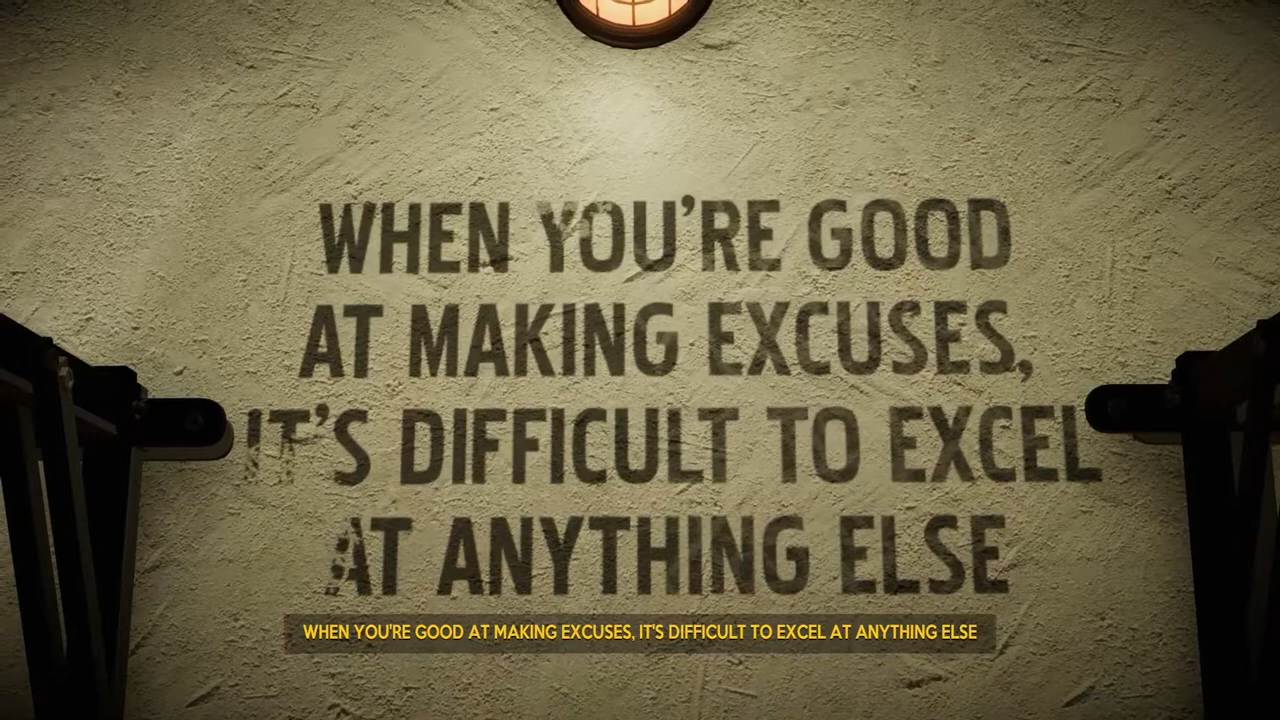 WHEN YOU'RE GOOD
AT MAKING EXCUSES,
IT'S DIFFICULT TO EXCEL
AT ANYTHING ELSE
WHEN YOU'RE GOOD AT MAKING EXCUSES, IT'S DIFFICULT TO EXCEL AT ANYTHING ELSE